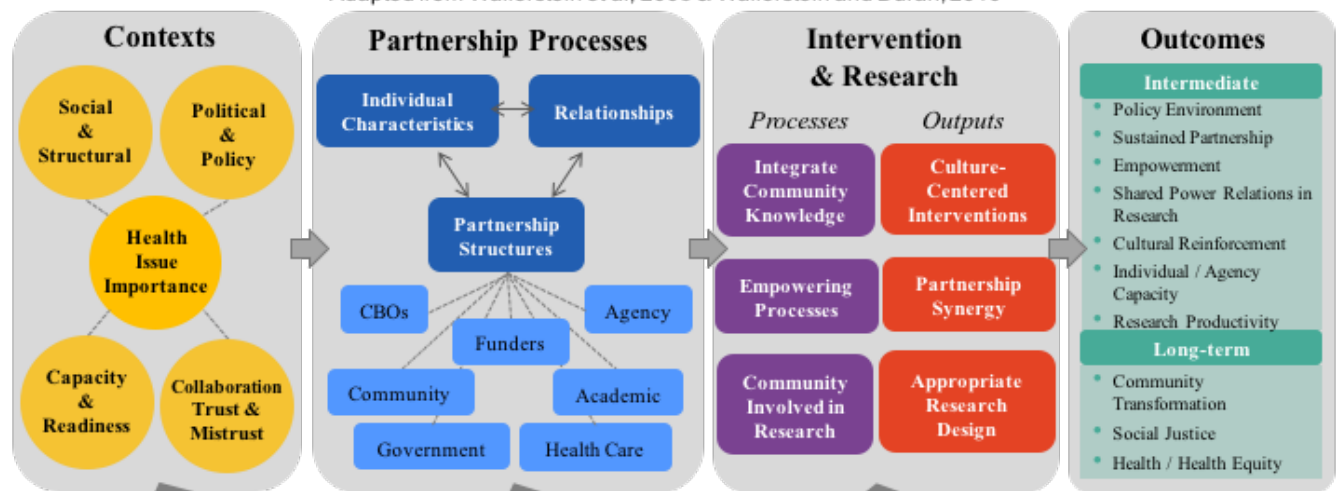 Contexts
Social
&
Structural
Political
&
Policy
Health
Issue
Importance
Capacity
&
Readiness
Collaboration
Trust &
Mistrust
Partnership Processes
Individual
Characteristics
Relationships
Partnership
Structures
CBOs
Agency
Funders
Community
Academic
Government
Health Care
Intervention
& Research
Processes
Outputs
Integrate
Community
Knowledge
Culture-
Centered
Interventions
Empowering
Processes
Partnership
Synergy
Community
Involved in
Research
Appropriate
Research
Design
Outcomes
Intermediate
• Policy Environment
• Sustained Partnership
• Empowerment
• Shared Power Relations in
Research
• Cultural Reinforcement
• Individual / Agency
Capacity
• Research Productivity
Long-term
• Community
Transformation
• Social Justice
• Health / Health Equity